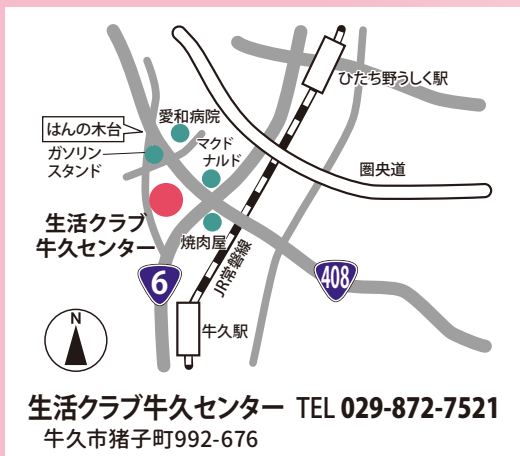 ひたち野うしく駅
愛和病院
はんの木台
マクド
ナルド
ガソリン
スタンド
圏央道
生活クラブ
牛久センター
焼肉屋
JR常磐線
6
408
牛久駅
N
生活クラブ牛久センター TEL 029-872-7521
牛久市猪子町992-676